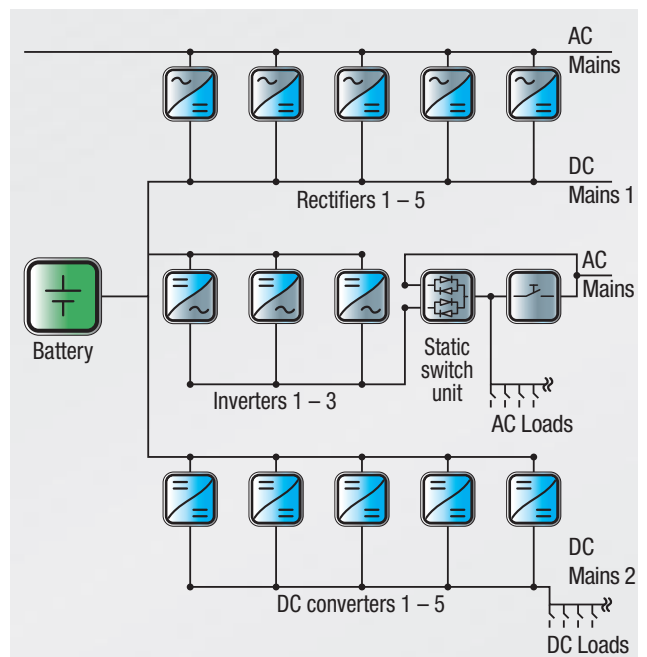 AC
Mains
DC
Mains 1
Rectifiers 1 – 5
AC
Mains
Battery
Static
switch
unit
Inverters 1 – 3
AC Loads
DC
Mains 2
DC converters 1 – 5
DC Loads